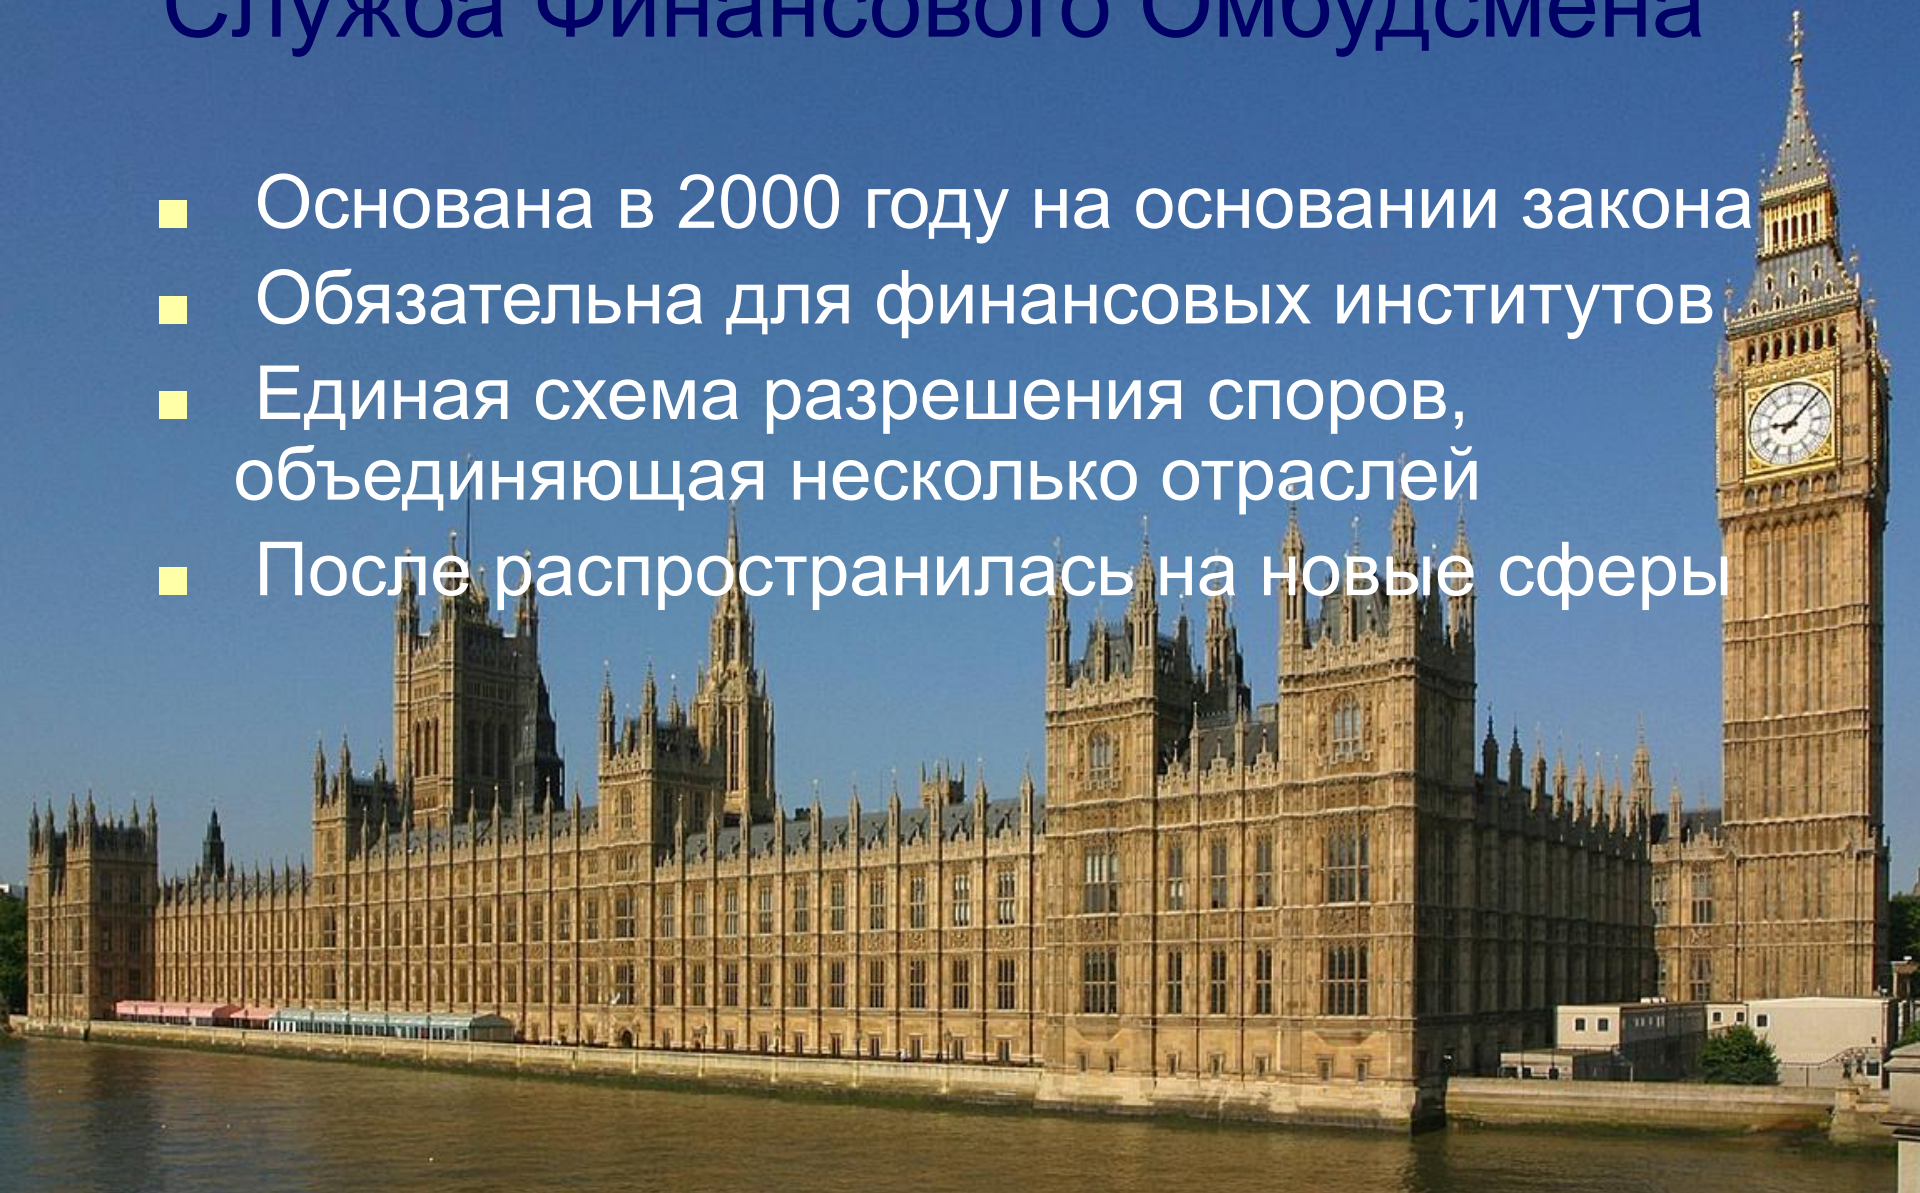 Служба Финансового Омбудсмена
Основана в 2000 году на основании закона
Обязательна для финансовых институтов
Единая схема разрешения споров,
объединяющая несколько отраслей
После распространилась на новые сферы